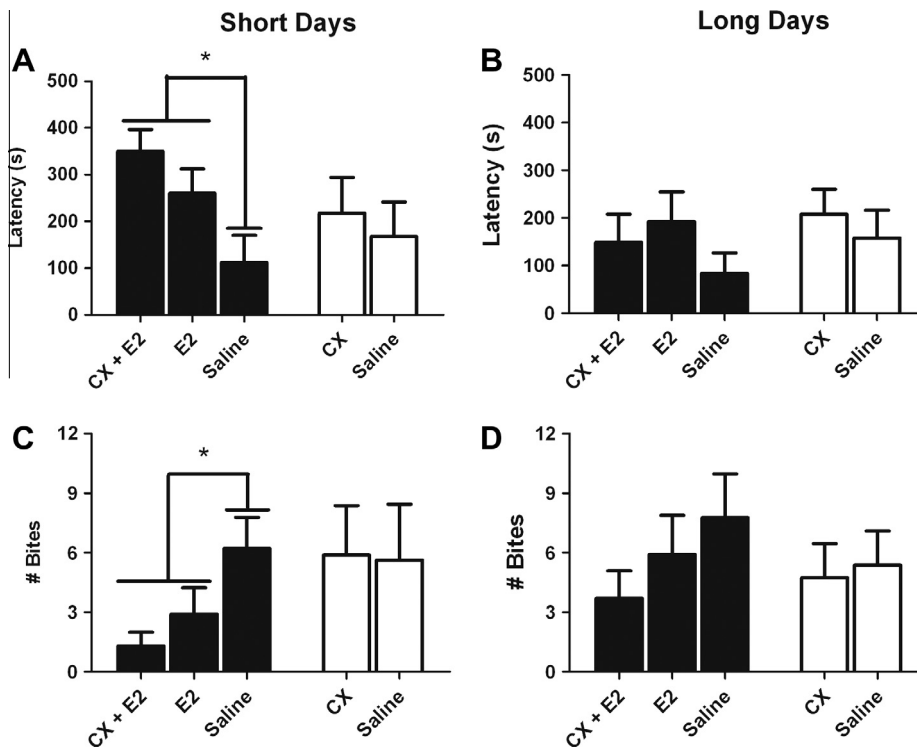 Short Days
Long Days
A
*
B
500
400
300
200
100
0
Latency (s)
CX + E2
E2
Saline
CX
Saline
500
400
300
200
100
0
Latency (s)
CX + E2
E2
Saline
CX
Saline
C
*
D
12
9
6
3
0
# Bites
CX + E2
E2
Saline
CX
Saline
12
9
6
3
0
# Bites
CX + E2
E2
Saline
CX
Saline